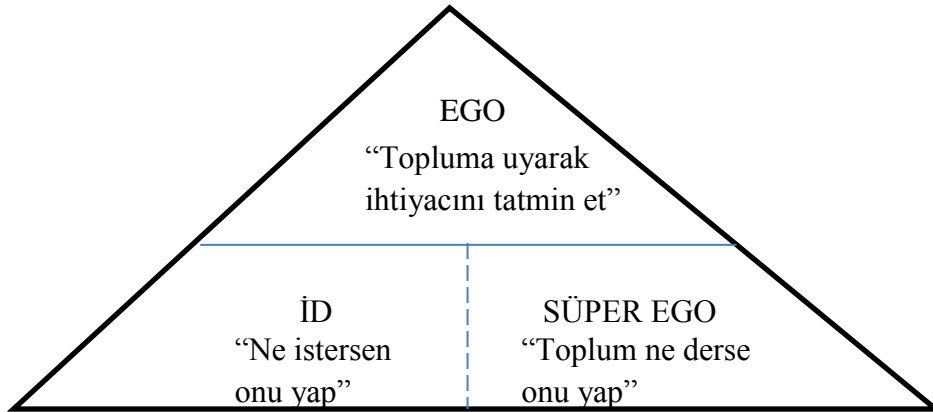 EGO
“Topluma uyarak
ihtiyacını tatmin et”
İD
“Ne istersen
onu yap”
SÜPER EGO
“Toplum ne derse
onu yap”